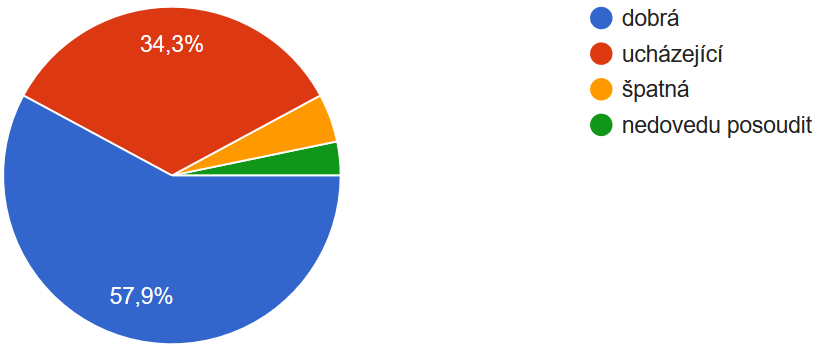 34,3%
57,9%
dobrá
ucházející
špatná
nedovedu posoudit